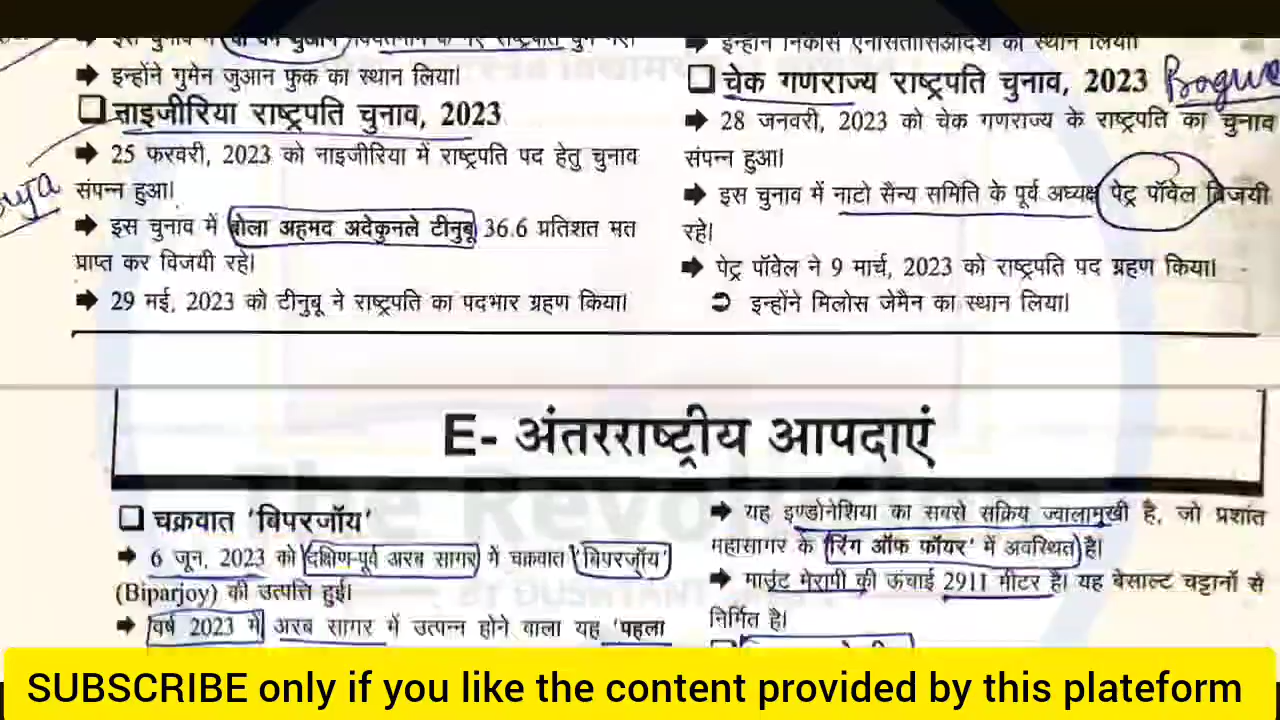 ➡ इन्होंने गुमेन जुआन फुक का स्थान लिया।
❑ नाइजीरिया राष्ट्रपति चुनाव, 2023
➡ 25 फरवरी, 2023 को नाइजीरिया में राष्ट्रपति पद हेतु चुनाव
संपन्न हुआ।
➡ इस चुनाव में बोला अहमद अदेकुनले टीनुबू 36.6 प्रतिशत मत
प्राप्त कर विजयी रहे।
➡ 29 मई, 2023 को टीनुबू ने राष्ट्रपति का पदभार ग्रहण किया।
❑ चेक गणराज्य राष्ट्रपति चुनाव, 2023
➡ 28 जनवरी, 2023 को चेक गणराज्य के राष्ट्रपति का चुनाव
संपन्न हुआ।
➡ इस चुनाव में नाटो सैन्य समिति के पूर्व अध्यक्ष पेट्र पॉवेल विजयी
रहे।
➡ पेट्र पॉवेल ने 9 मार्च, 2023 को राष्ट्रपति पद ग्रहण किया।
➲ इन्होंने मिलोस जेमैन का स्थान लिया।
E- अंतरराष्ट्रीय आपदाएं
❑ चक्रवात 'बिपरजॉय'
➡ 6 जून, 2023 को दक्षिण-पूर्व अरब सागर में चक्रवात 'बिपरजॉय'
(Biparjoy) की उत्पत्ति हुई।
➡ वर्ष 2023 में अरब सागर में उत्पन्न होने वाला यह 'पहला
➡ यह इण्डोनेशिया का सबसे सक्रिय ज्वालामुखी है, जो प्रशांत
महासागर के 'रिंग ऑफ फॉयर' में अवस्थित है।
➡ माउंट मेरापी की ऊंचाई 2911 मीटर है। यह बेसाल्ट चट्टानों से
निर्मित है।
SUBSCRIBE only if you like the content provided by this plateform